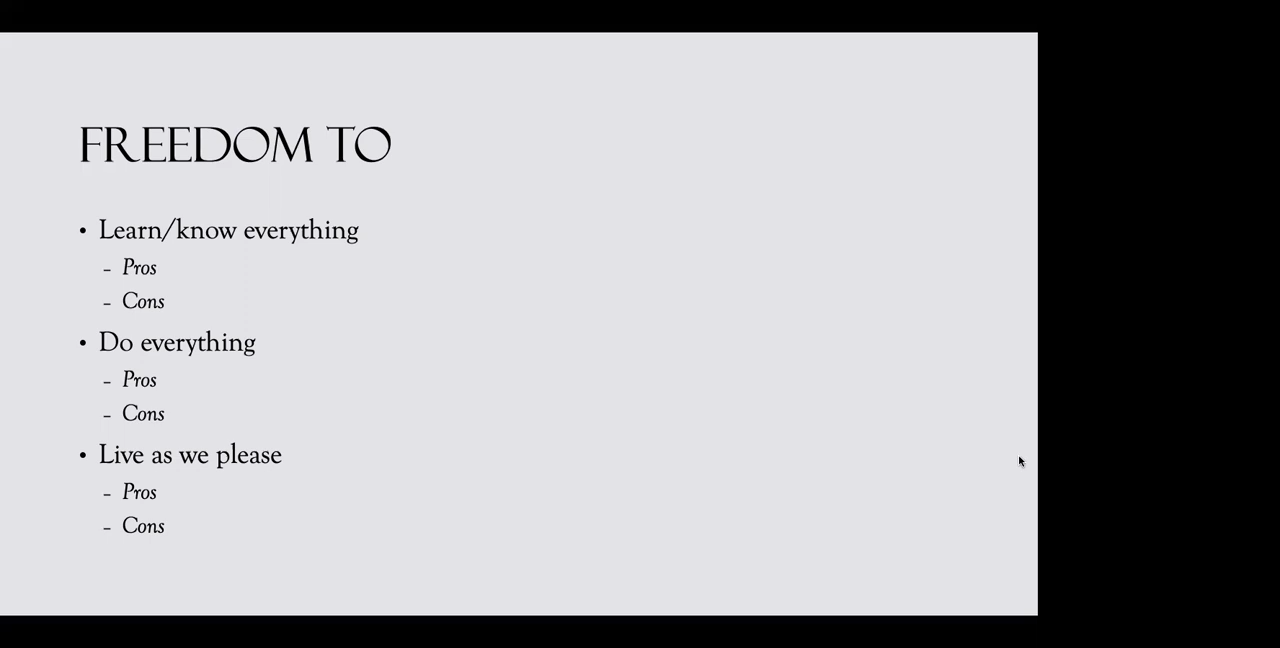 FREEDOM TO
• Learn/know everything
– Pros
– Cons
• Do everything
– Pros
– Cons
• Live as we please
– Pros
– Cons